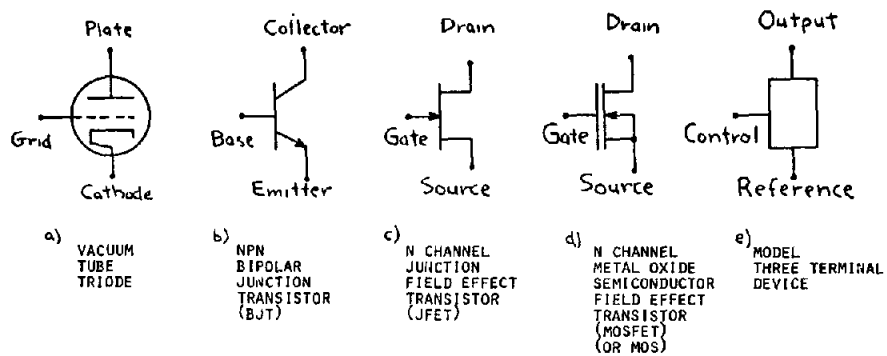 Plate
Collector
Drain
Drain
Output
Grid
Base
Gate
Gate
Control
Cathode
Emitter
Source
Source
Reference
a)
VACUUM
TUBE
TRIODE
b)
NPN
BIPOLAR
JUNCTION
TRANSISTOR
(BJT)
c)
N CHANNEL
JUNCTION
FIELD EFFECT
TRANSISTOR
(JFET)
d)
N CHANNEL
METAL OXIDE
SEMICONDUCTOR
FIELD EFFECT
TRANSISTOR
(MOSFET)
(OR MOS)
e)
MODEL
THREE TERMINAL
DEVICE